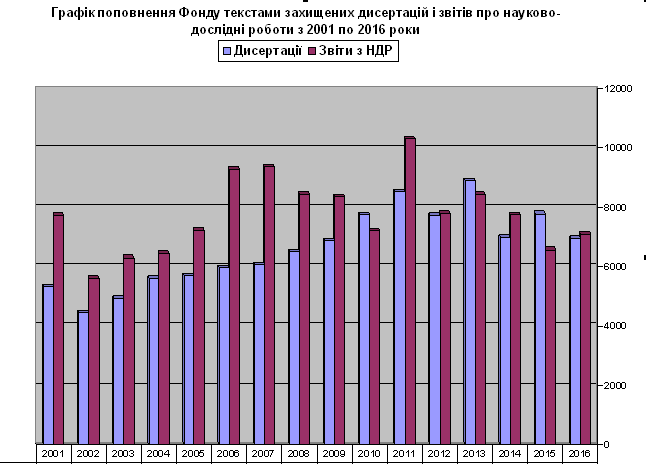 Графік поповнення Фонду текстами захищених дисертацій і звітів про науково-
дослідні роботи з 2001 по 2016 роки
Дисертації Звіти з НДР
12000
10000
8000
6000
4000
2000
0
2001 2002 2003 2004 2005 2006 2007 2008 2009 2010 2011 2012 2013 2014 2015 2016